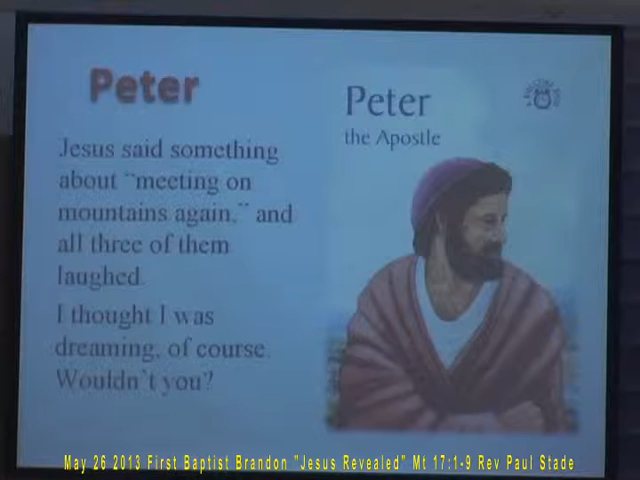 Peter
Jesus said something
about "meeting on
mountains again," and
all three of them
laughed.
I thought I was
dreaming, of course.
Wouldn't you?
Peter
the Apostle
May 26 2013 First Baptist Brandon "Jesus Revealed" Mt 17:1-9 Rev Paul Stade